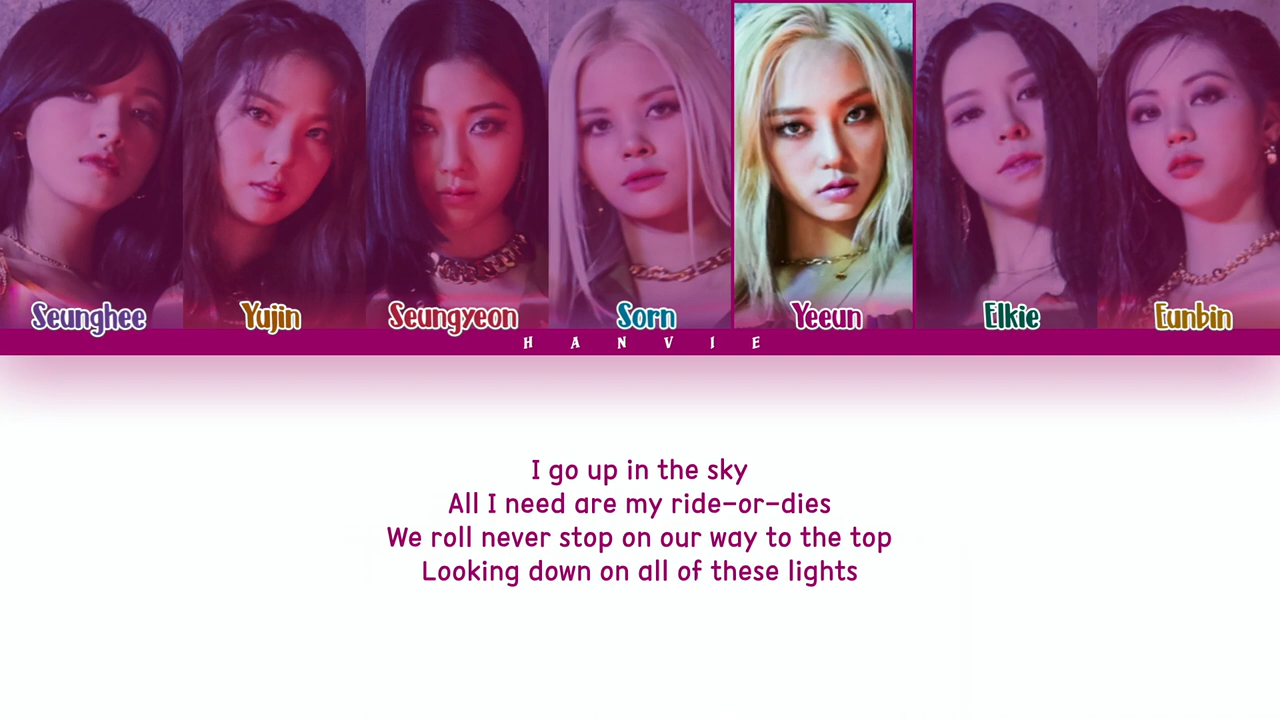 Seunghee Yujin Seungyeon Sorn Yeeun Elkie Eunbin
HANVIE
I go up in the sky
All I need are my ride-or-dies
We roll never stop on our way to the top
Looking down on all of these lights